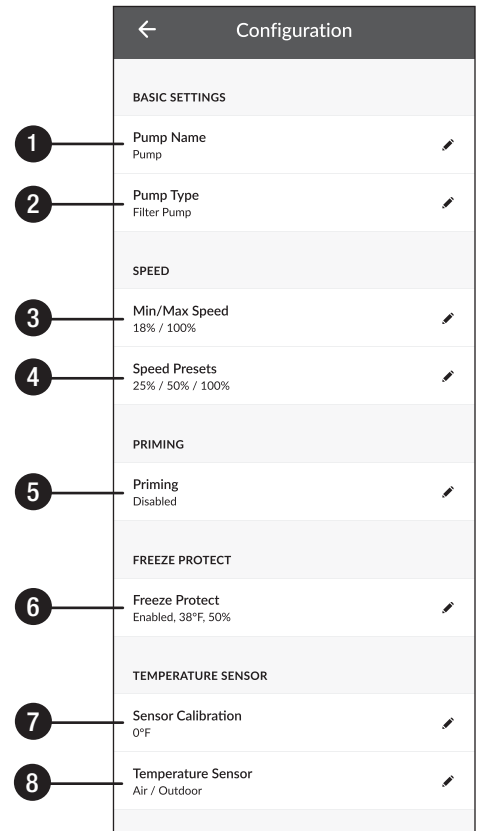 Configuration
BASIC SETTINGS
1
Pump Name
Pump
2
Pump Type
Filter Pump
SPEED
3
Min/Max Speed
18% / 100%
4
Speed Presets
25% / 50% / 100%
PRIMING
5
Priming
Disabled
FREEZE PROTECT
6
Freeze Protect
Enabled, 38°F, 50%
TEMPERATURE SENSOR
7
Sensor Calibration
0°F
8
Temperature Sensor
Air / Outdoor